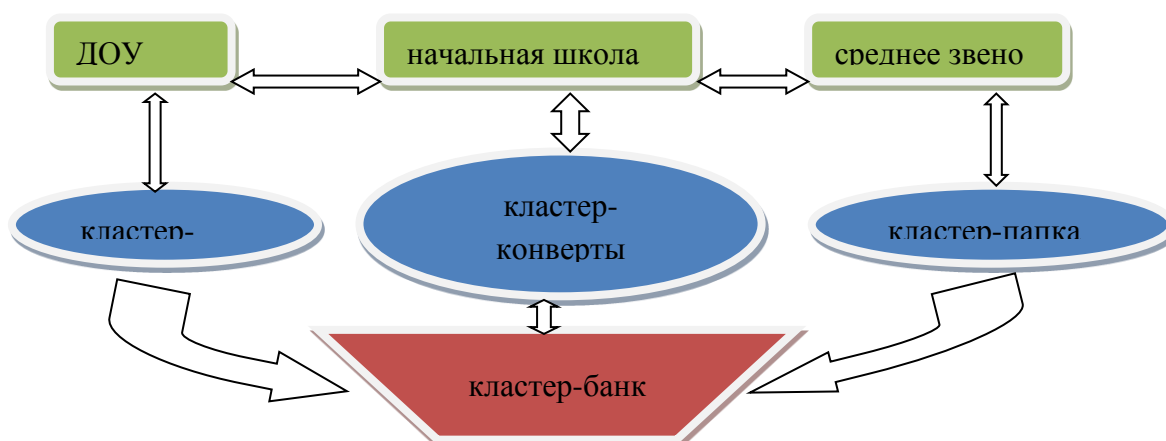 ДОУ
начальная школа
среднее звено
кластер-
кластер-
конверты
кластер-папка
кластер-банк